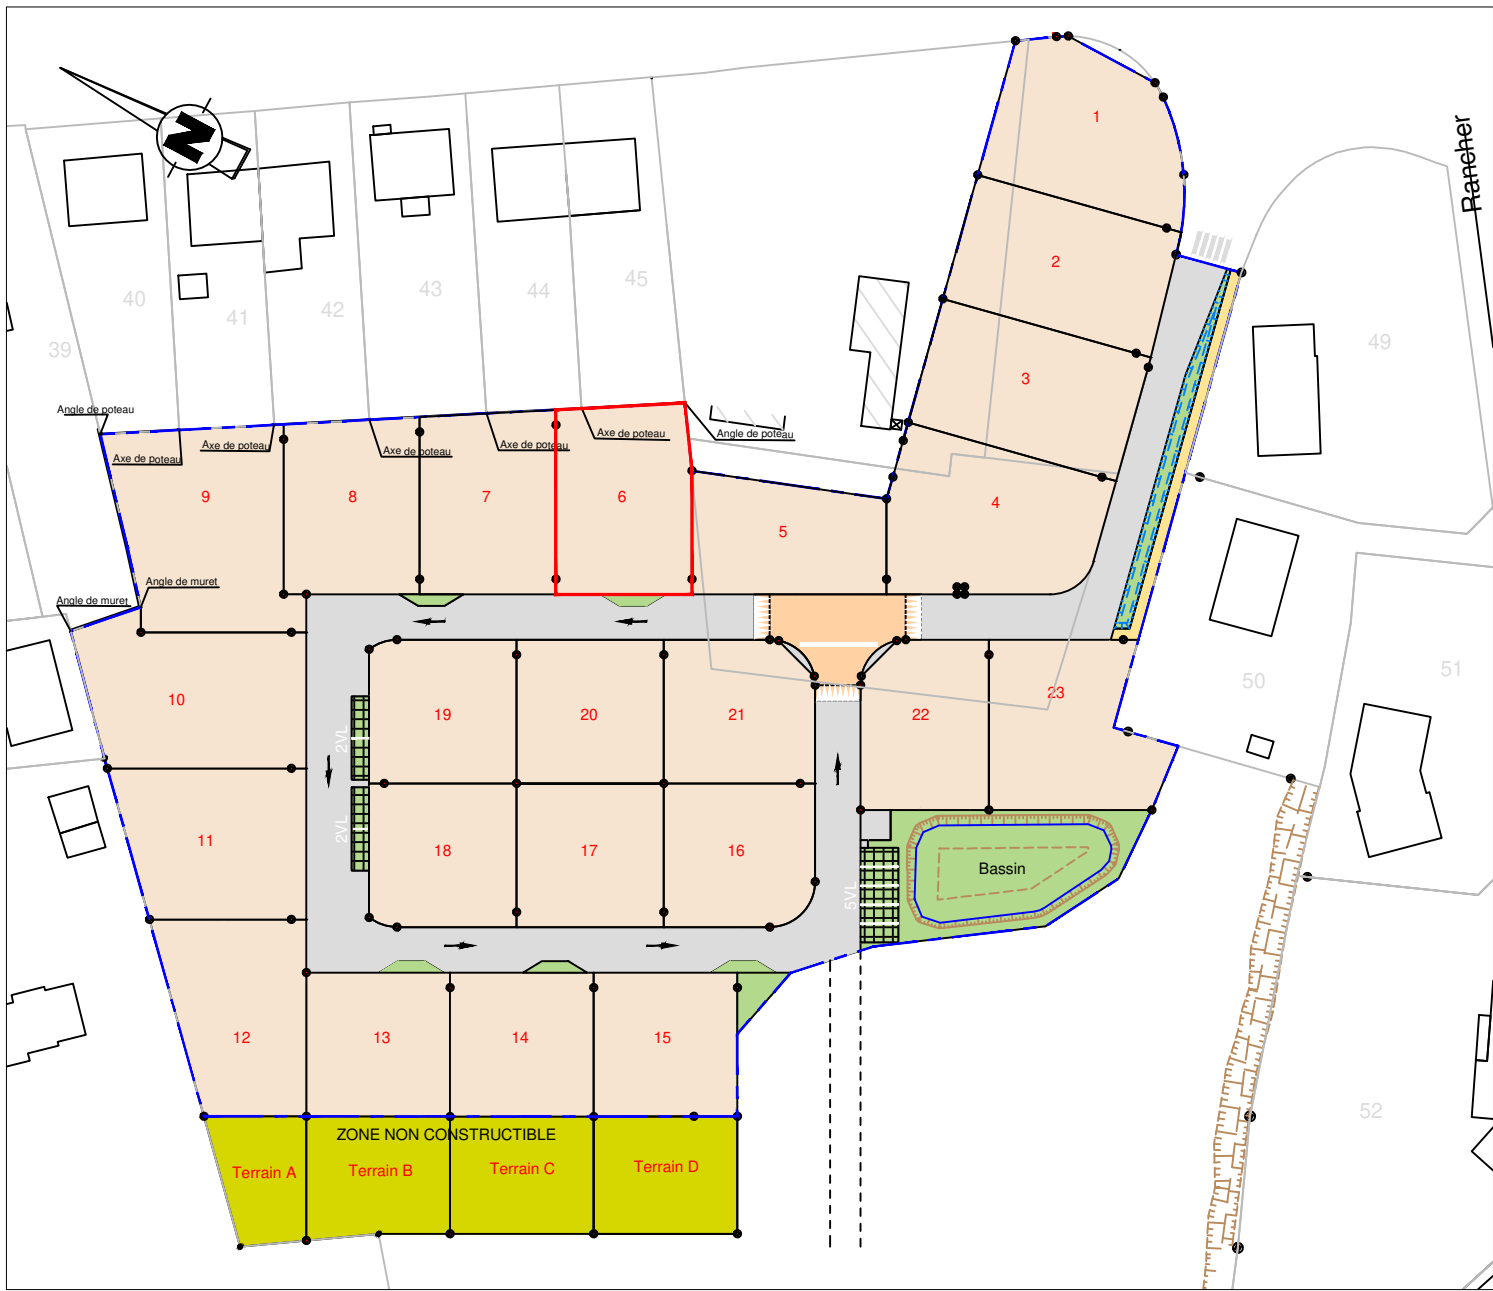 N
Rancher
1
2
3
4
5
6
7
8
9
10
11
12
13
14
15
16
17
18
19
20
21
22
23
39
40
41
42
43
44
45
49
50
51
52
Angle de poteau
Axe de poteau
Axe de poteau
Axe de poteau
Axe de poteau
Axe de poteau
Angle de poteau
Angle de muret
Angle de muret
2VL
2VL
5VL
Bassin
ZONE NON CONSTRUCTIBLE
Terrain A
Terrain B
Terrain C
Terrain D